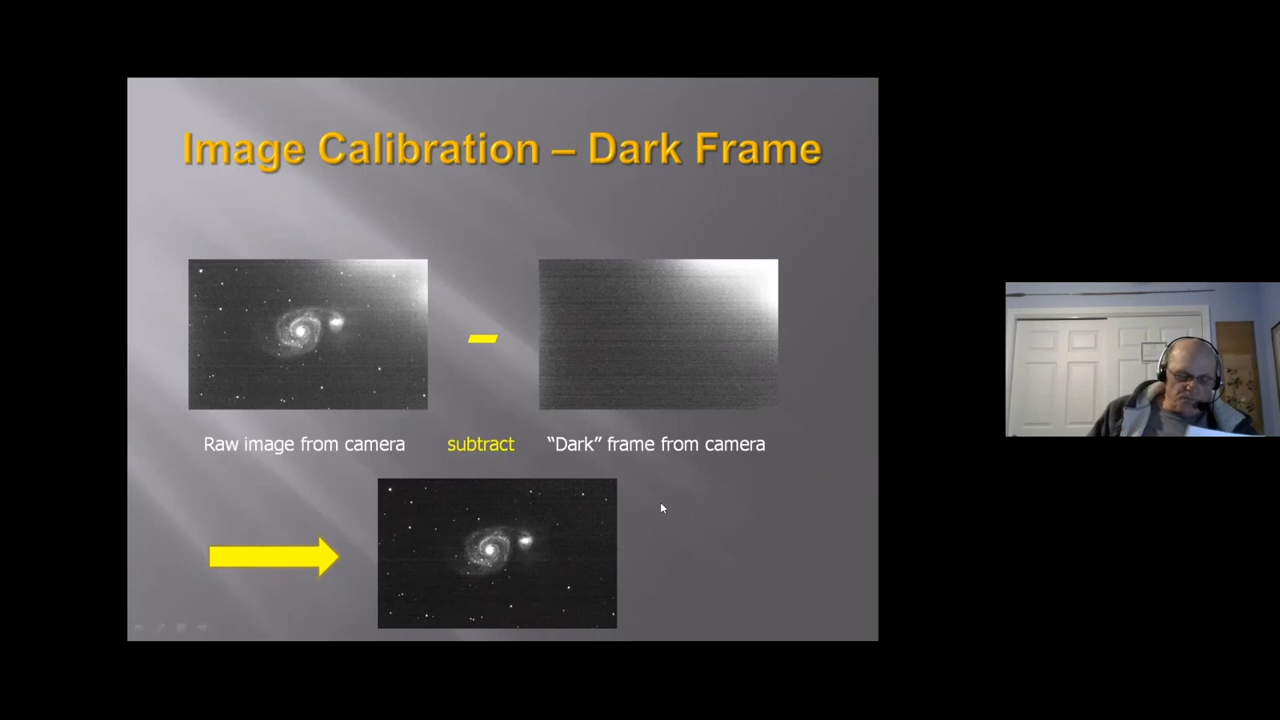 Image Calibration – Dark Frame
Raw image from camera
subtract
“Dark” frame from camera